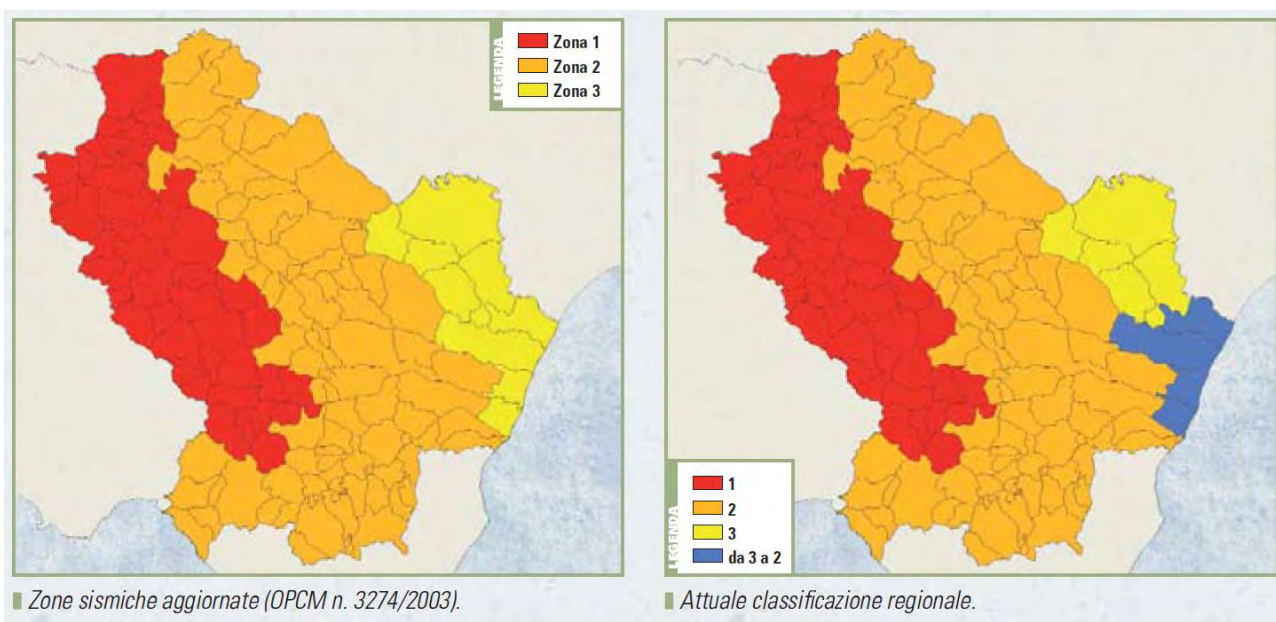 LEGENDA
Zona 1
Zona 2
Zona 3
Zone sismiche aggiornate (OPCM n. 3274/2003).
LEGENDA
1
2
3
da 3 a 2
Attuale classificazione regionale.